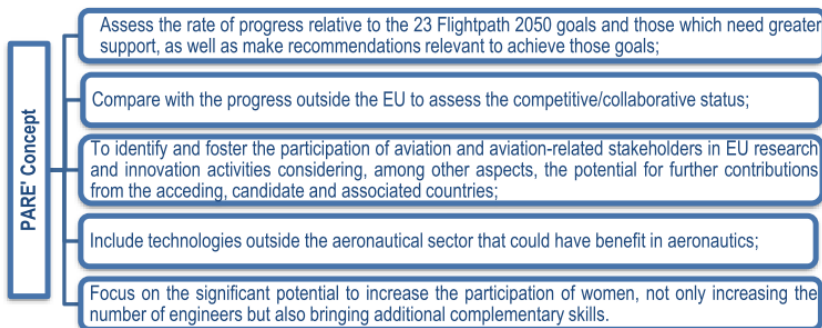 PARE' Concept
Assess the rate of progress relative to the 23 Flightpath 2050 goals and those which need greater
support, as well as make recommendations relevant to achieve those goals;
Compare with the progress outside the EU to assess the competitive/collaborative status;
To identify and foster the participation of aviation and aviation-related stakeholders in EU research
and innovation activities considering, among other aspects, the potential for further contributions
from the acceding, candidate and associated countries;
Include technologies outside the aeronautical sector that could have benefit in aeronautics;
Focus on the significant potential to increase the participation of women, not only increasing the
number of engineers but also bringing additional complementary skills.